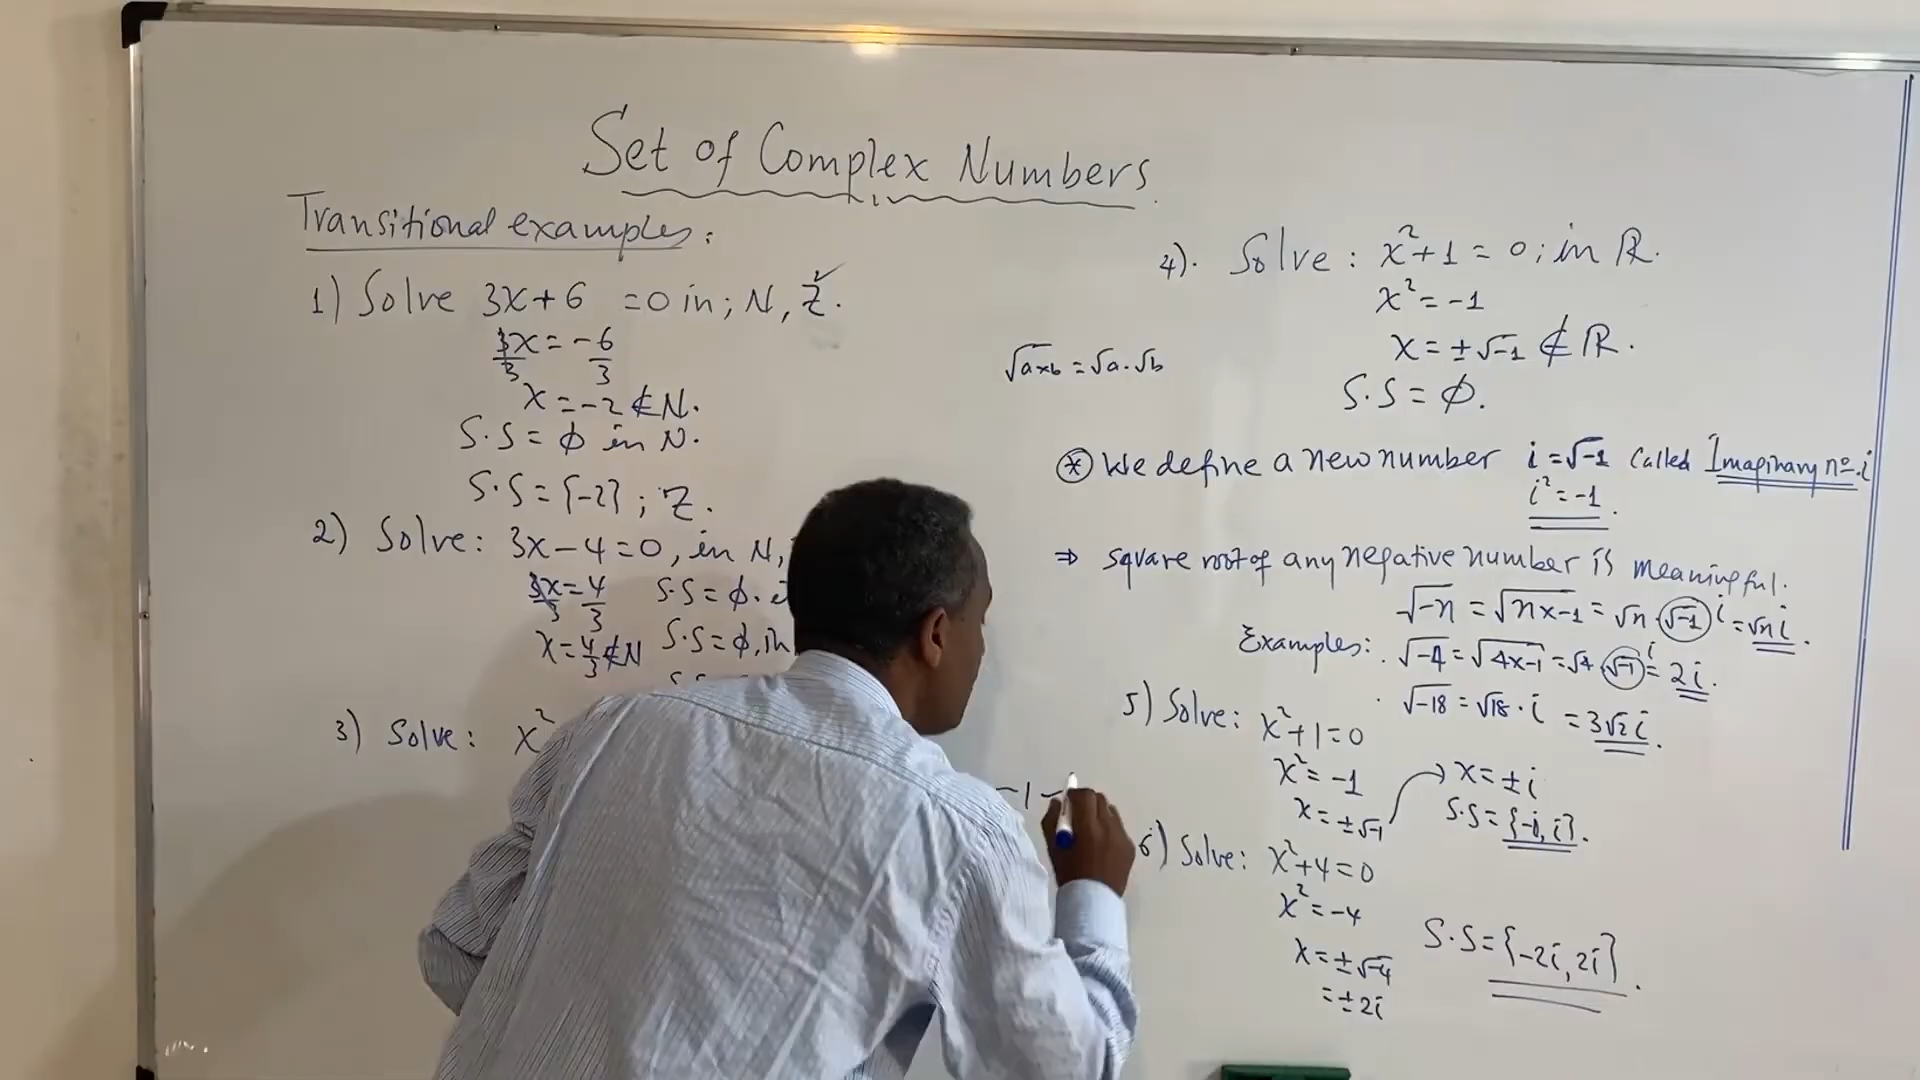 Set of Complex Numbers.
Transitional examples:
1) Solve 3x+6 =0 in; N, Z.
3x/3 = -6/3
x = -2 ∉ N.
S.S = ϕ in N.
S.S = {-2} ; Z.
2) Solve: 3x-4=0, in N,
3x/3 = 4/3 S.S = ϕ.
x = 4/3 ∉ N S.S = ϕ, in
3) Solve: x²
√a×b = √a.√b
4). Solve: x²+1 = 0; in ℝ.
x² = -1
x = ±√-1 ∉ ℝ.
S.S = ϕ.
* We define a new number i = √-1 called Imaginary nº. i
i² = -1.
⇒ square root of any negative number is meaningful.
√-n = √n×-1 = √n.√-1 i = √n i.
Examples: . √-4 = √4×-1 = √4 √-1 i = 2i.
. √-18 = √18 . i = 3√2 i.
5) Solve: x²+1=0
x² = -1
x = ±√-1 → x = ±i
S.S = {-i, i}.
6) Solve: x²+4=0
x² = -4
x = ±√-4
= ±2i
S.S = {-2i, 2i}.